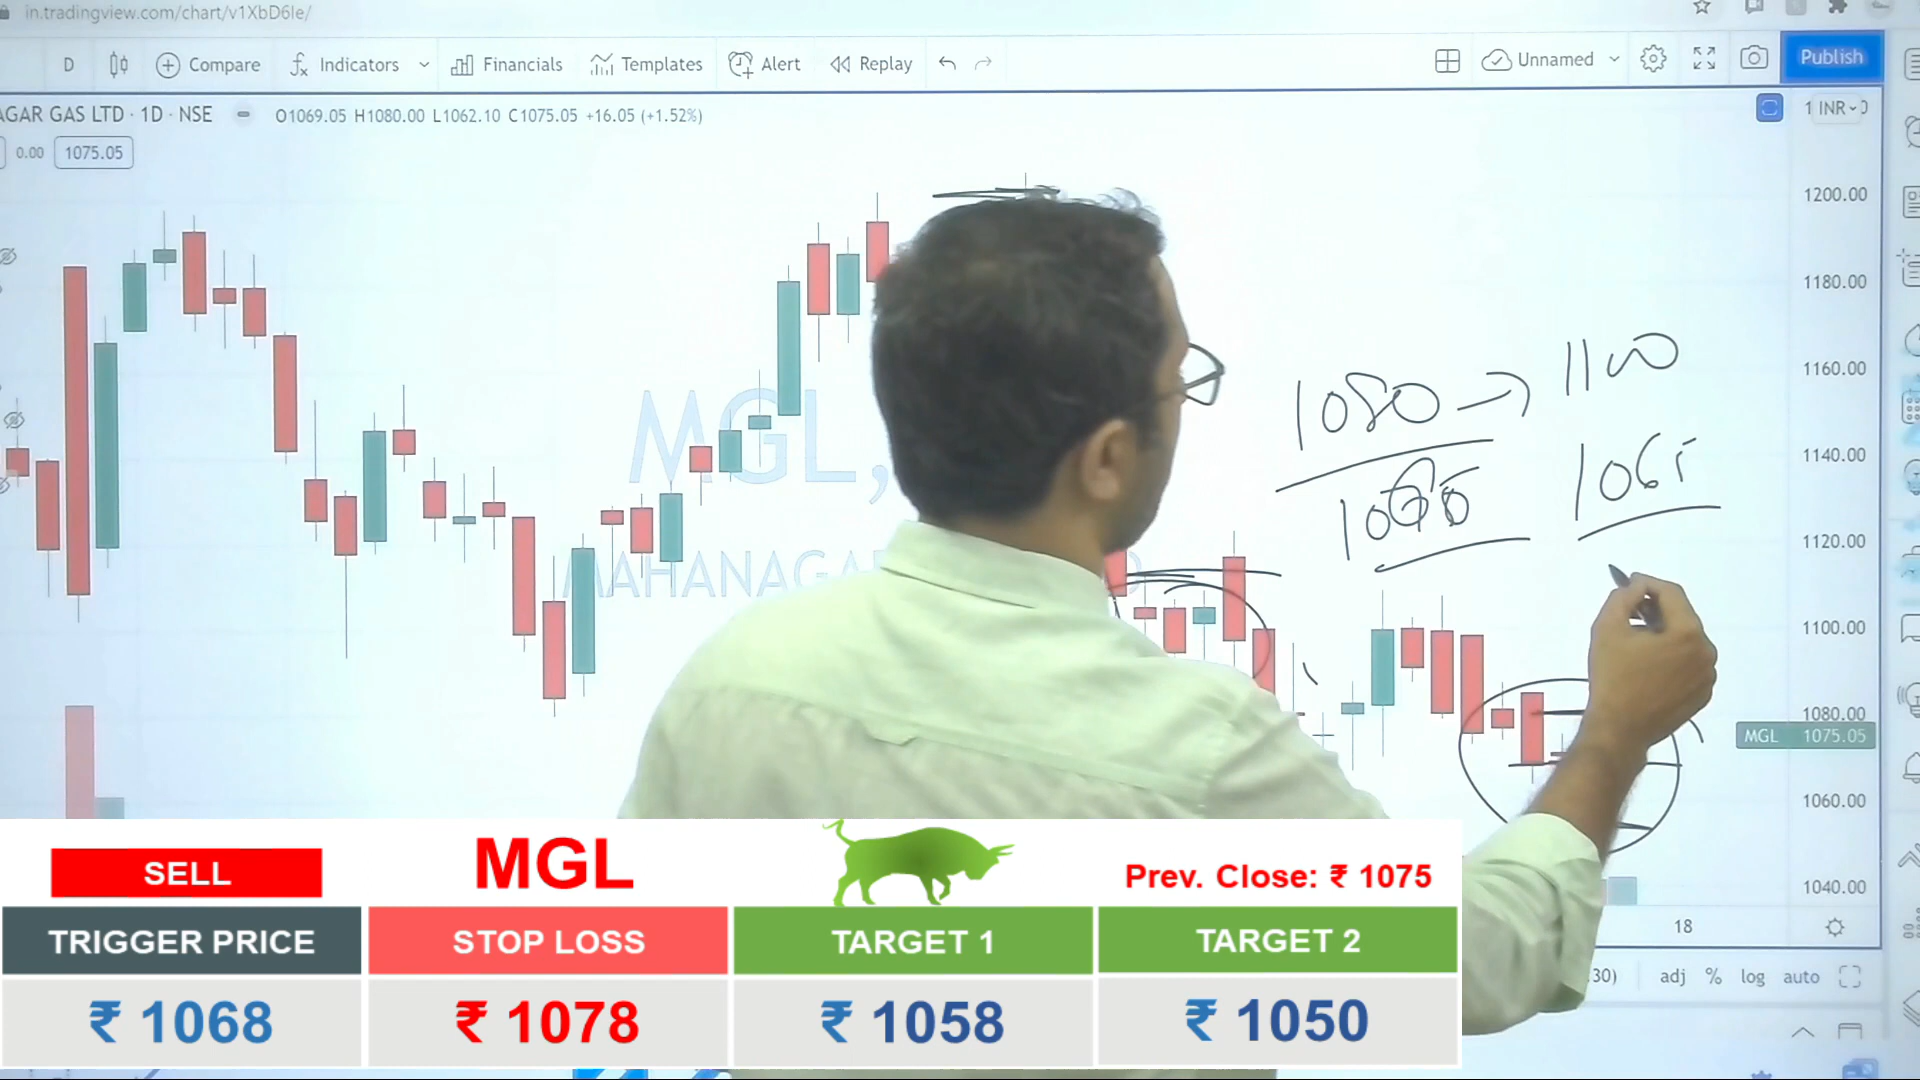 in.tradingview.com/chart/v1XbD6Ie/
D Compare Indicators Financials Templates Alert Replay Unnamed Publish
AGAR GAS LTD · 1D · NSE O1069.05 H1080.00 L1062.10 C1075.05 +16.05 (+1.52%) INR
0.00 1075.05
1200.00
1180.00
1160.00
1140.00
1120.00
1100.00
1080.00
MGL 1075.05
1060.00
1040.00
MGL,
MAHANAGA
1080 → 1100
1065
18
adj % log auto
SELL
MGL
Prev. Close: ₹ 1075
TRIGGER PRICE STOP LOSS TARGET 1 TARGET 2
₹ 1068 ₹ 1078 ₹ 1058 ₹ 1050